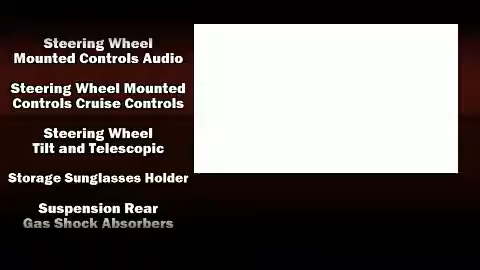 Steering Wheel
Mounted Controls Audio
Steering Wheel Mounted
Controls Cruise Controls
Steering Wheel
Tilt and Telescopic
Storage Sunglasses Holder
Suspension Rear
Gas Shock Absorbers